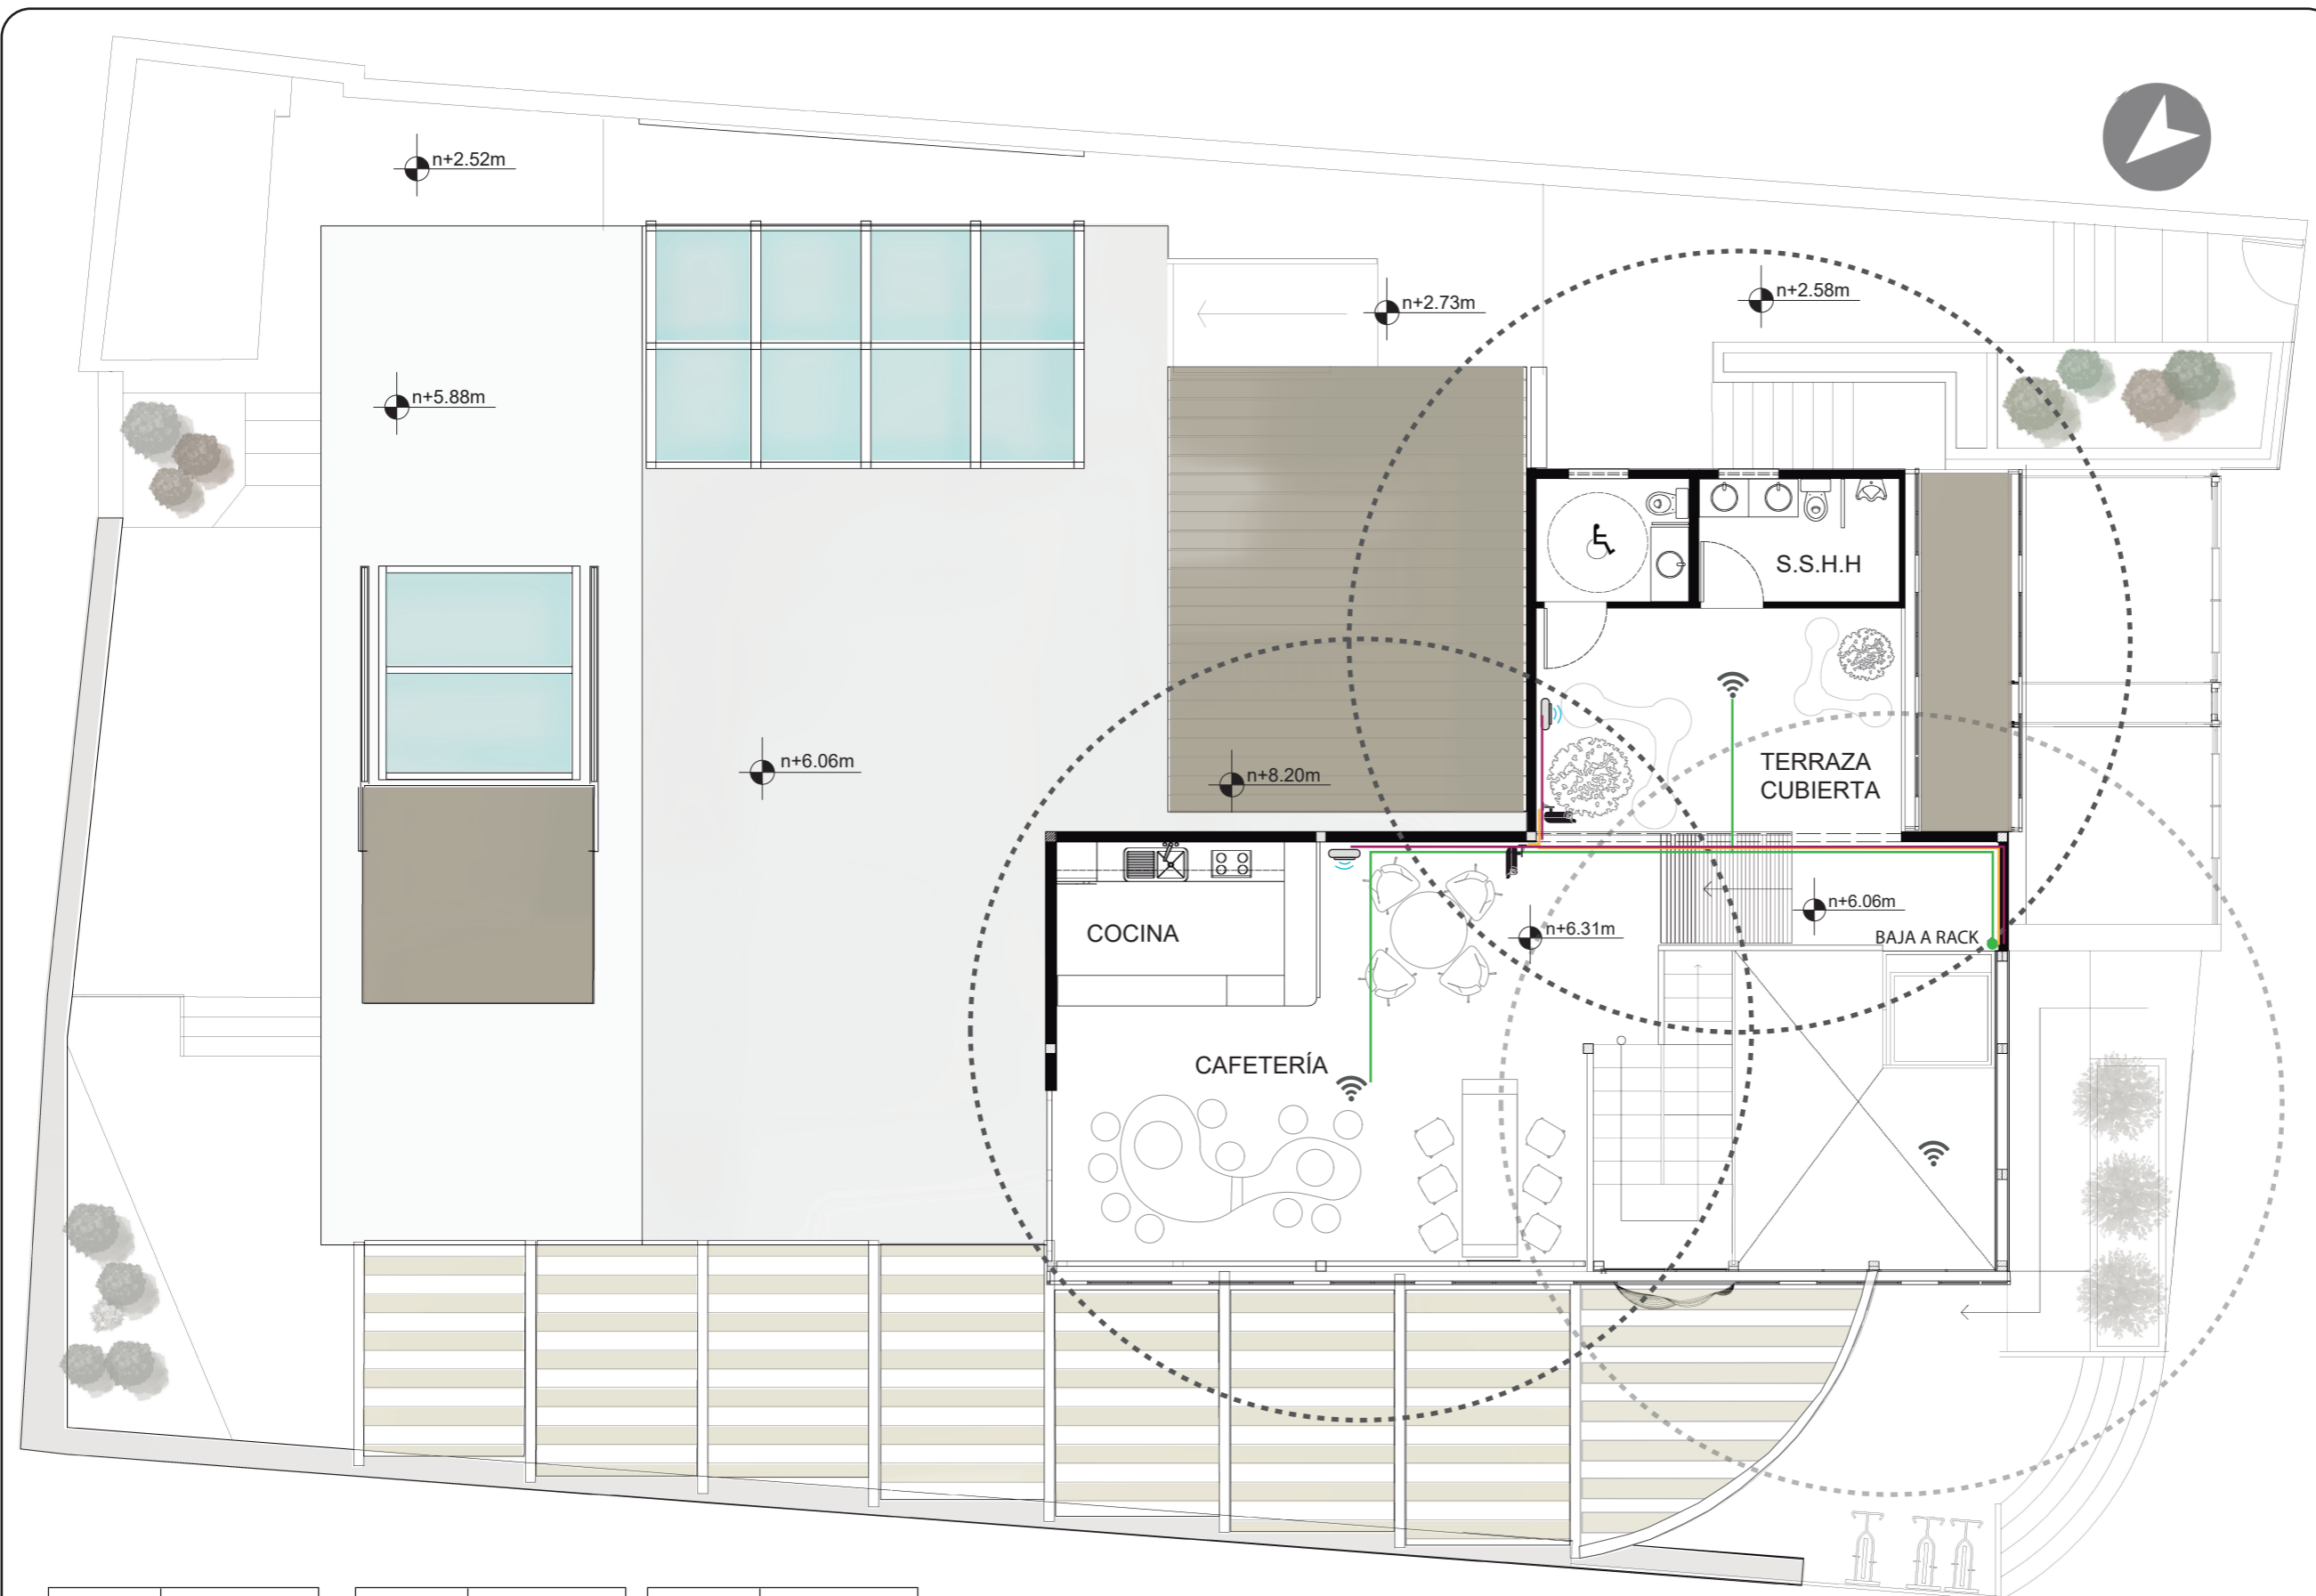 n+2.52m
n+2.58m
n+2.73m
n+5.88m
S.S.H.H
n+6.06m
n+8.20m
TERRAZA
CUBIERTA
n+6.06m
COCINA
n+6.31m
BAJA A RACK
CAFETERÍA